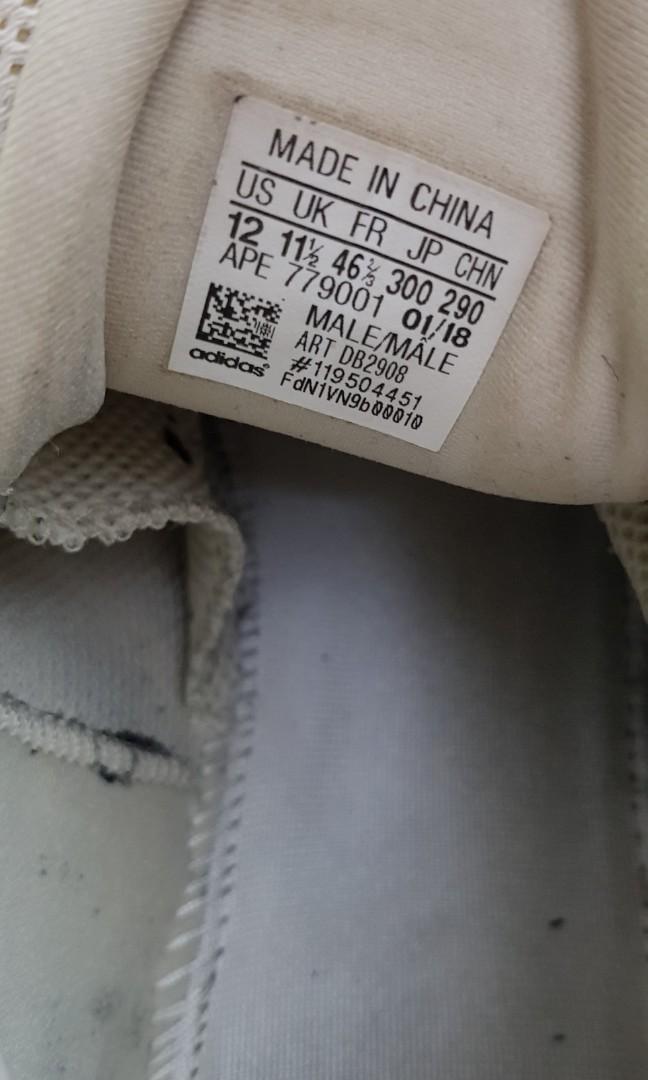 MADE IN CHINA
US UK FR JP CHN
12 11½ 46⅔ 300 290
APE 779001 01/18
MALE/MÂLE
ART DB2908
#119504451
FdN1VN9b00010
adidas®